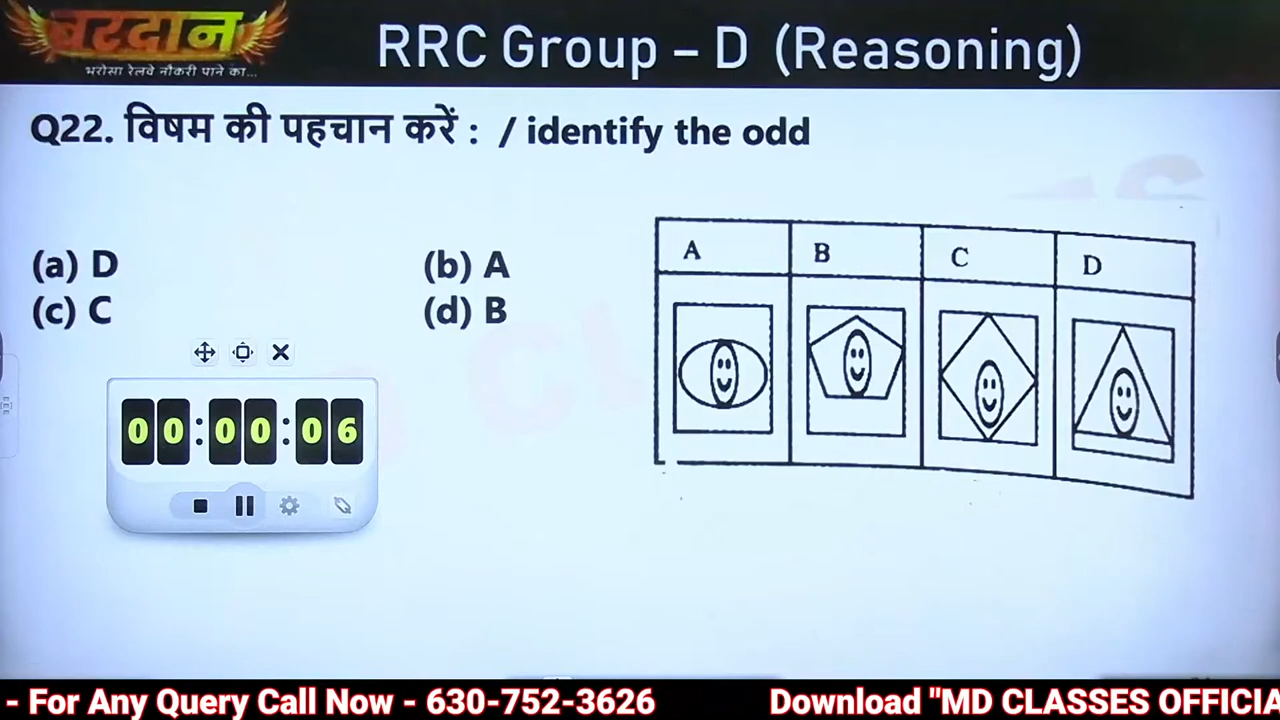 वरदान
भरोसा रेलवे नौकरी पाने का...
RRC Group – D (Reasoning)
Q22. विषम की पहचान करें : / identify the odd
(a) D
(b) A
(c) C
(d) B
A B C D
00:00:06
- For Any Query Call Now - 630-752-3626
Download "MD CLASSES OFFICIA